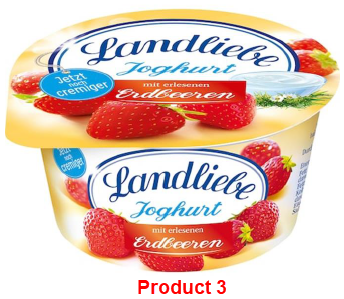 Landliebe
Joghurt
Jetzt
noch
cremiger
mit erlesenen
Erdbeeren
Landliebe
Jetzt
noch
cremiger
Joghurt
mit erlesenen
Erdbeeren
Product 3